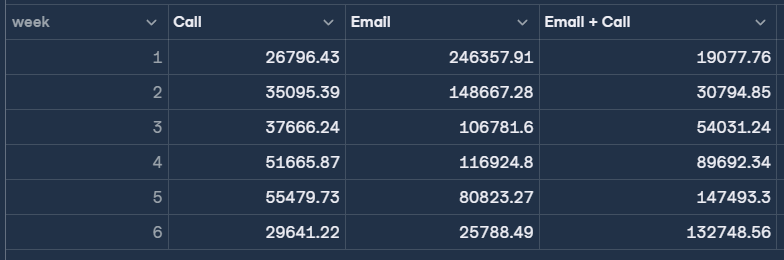 week Call Email Email + Call
1 26796.43 246357.91 19077.76
2 35095.39 148667.28 30794.85
3 37666.24 106781.6 54031.24
4 51665.87 116924.8 89692.34
5 55479.73 80823.27 147493.3
6 29641.22 25788.49 132748.56